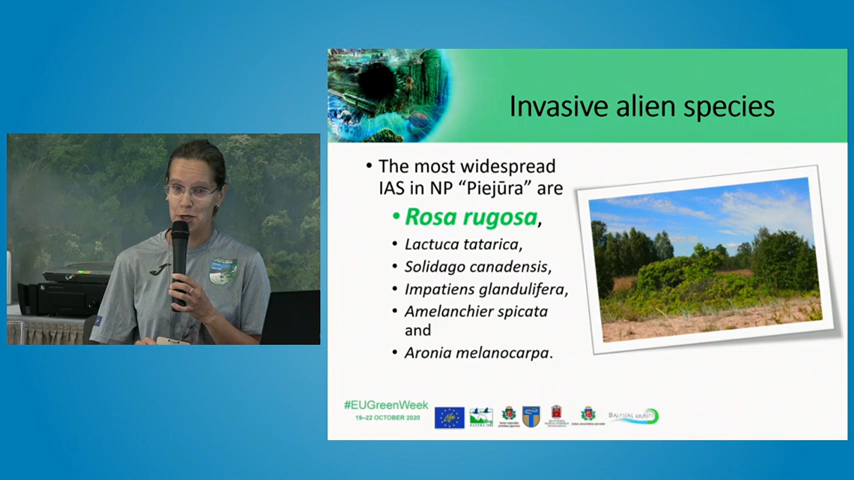 Invasive alien species
• The most widespread
IAS in NP “Piejūra” are
• Rosa rugosa,
• Lactuca tatarica,
• Solidago canadensis,
• Impatiens glandulifera,
• Amelanchier spicata
and
• Aronia melanocarpa.
#EUGreenWeek
19–22 OCTOBER 2020